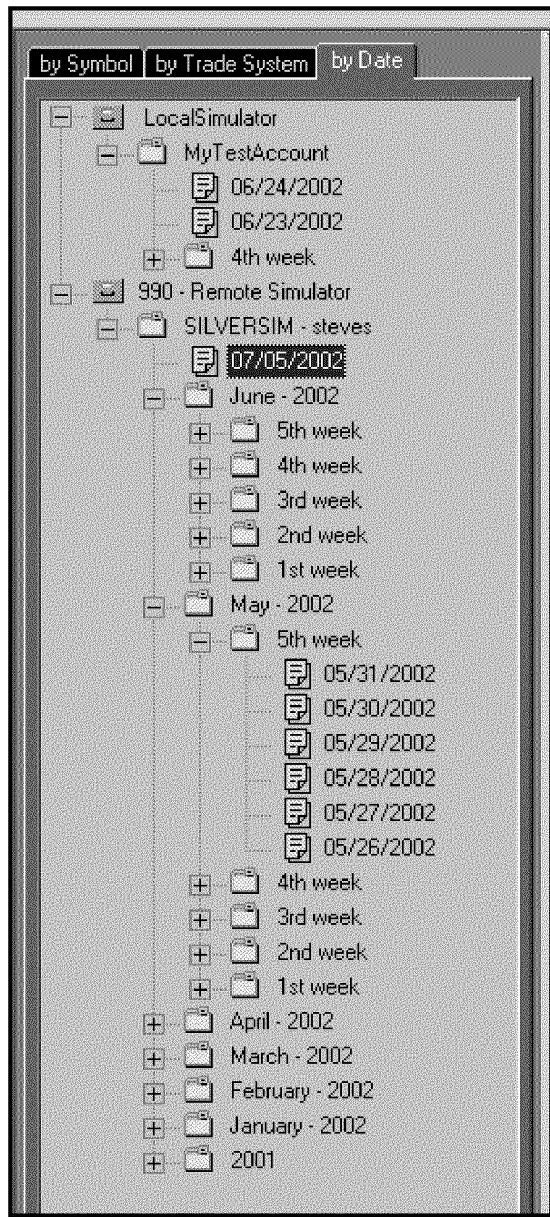 by Symbol by Trade System by Date
LocalSimulator
MyTestAccount
06/24/2002
06/23/2002
4th week
990 - Remote Simulator
SILVERSIM - steves
07/05/2002
June - 2002
5th week
4th week
3rd week
2nd week
1st week
May - 2002
5th week
05/31/2002
05/30/2002
05/29/2002
05/28/2002
05/27/2002
05/26/2002
4th week
3rd week
2nd week
1st week
April - 2002
March - 2002
February - 2002
January - 2002
2001